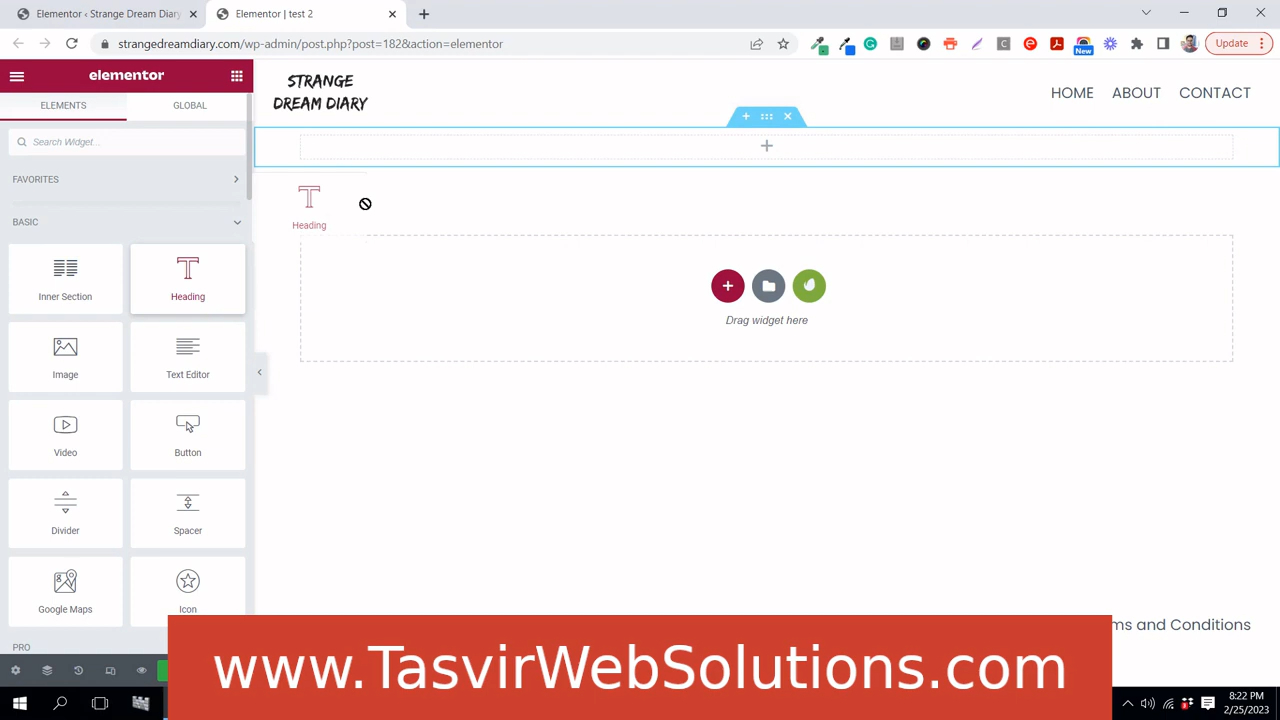 Elementor ‹ Strange Dream Diary
Elementor | test 2
strangedreamdiary.com/wp-admin/post.php?post=182&action=elementor
New
Update
elementor
ELEMENTS
GLOBAL
Search Widget...
FAVORITES
BASIC
Inner Section
Heading
Image
Text Editor
Video
Button
Divider
Spacer
Google Maps
Icon
PRO
STRANGE
DREAM DIARY
HOME
ABOUT
CONTACT
Heading
Drag widget here
ms and Conditions
www.TasvirWebSolutions.com
8:22 PM
2/25/2023